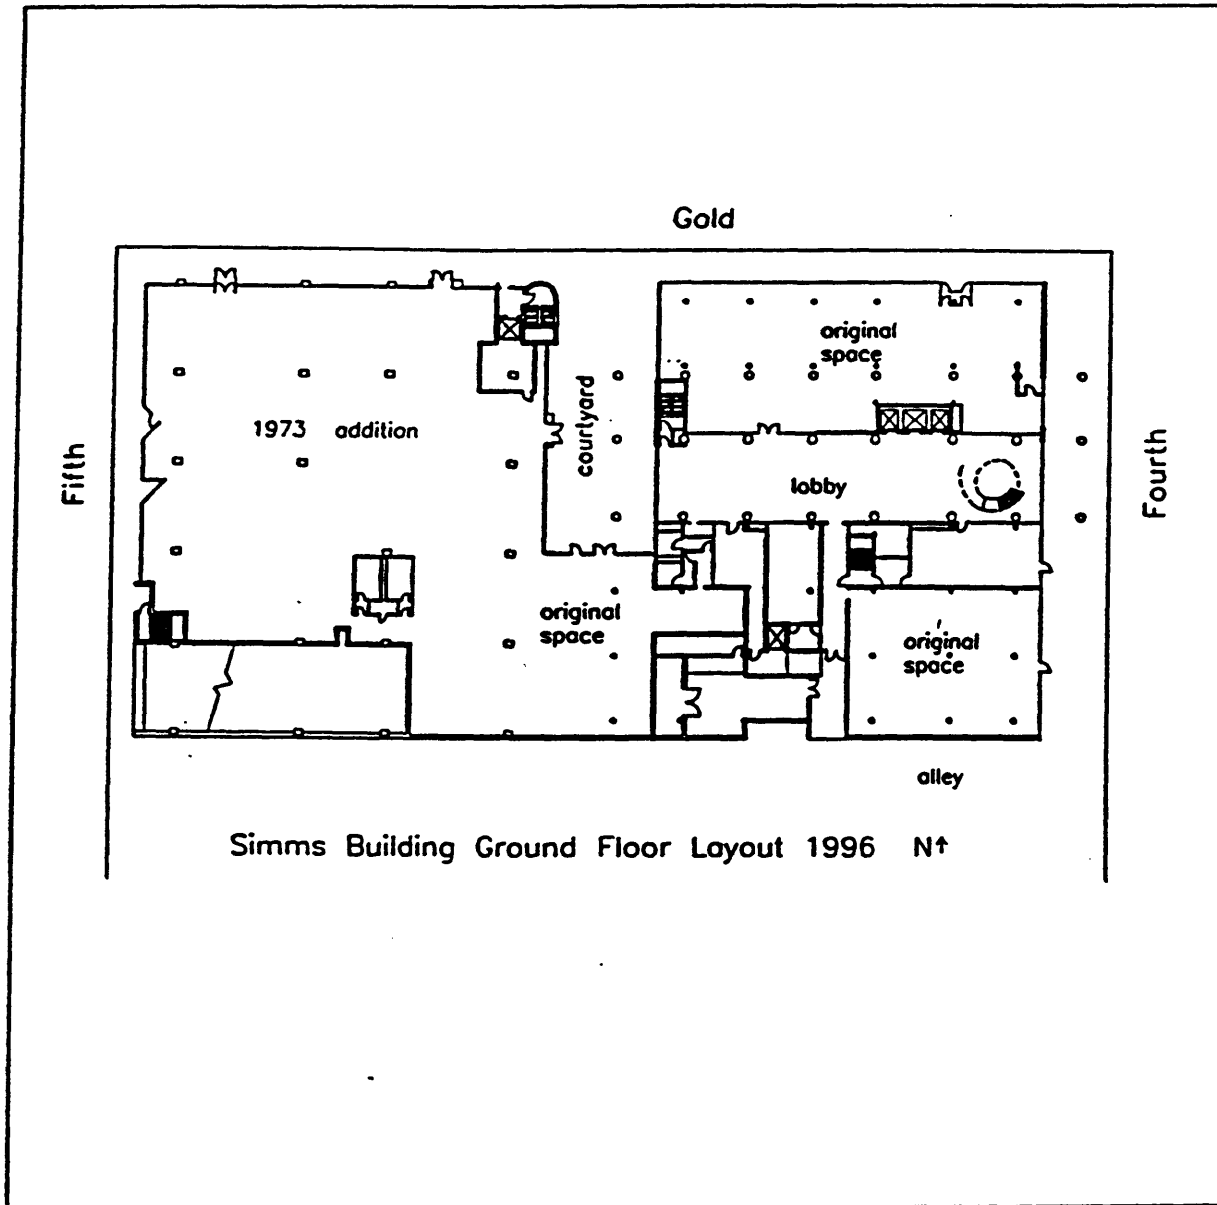 Gold
original
space
1973 addition
courtyard
Fifth
Fourth
lobby
original
space
original
space
alley
Simms Building Ground Floor Layout 1996 N↑